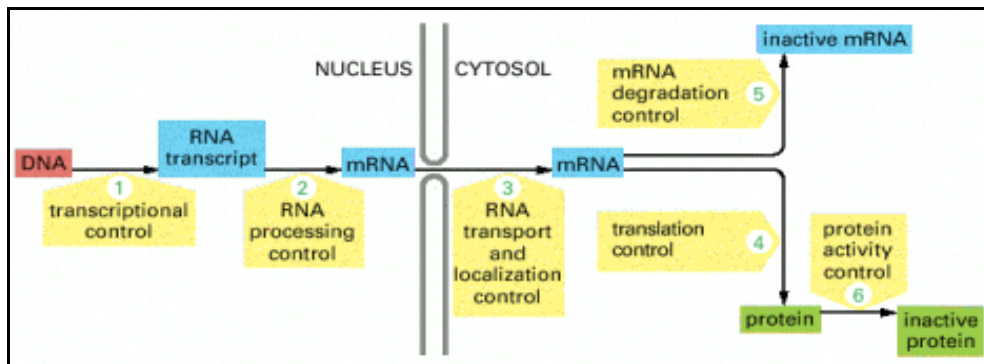 NUCLEUS
CYTOSOL
DNA
1
transcriptional
control
RNA
transcript
2
RNA
processing
control
mRNA
3
RNA
transport
and
localization
control
mRNA
mRNA
degradation
control
5
inactive mRNA
translation
control
4
protein
protein
activity
control
6
inactive
protein